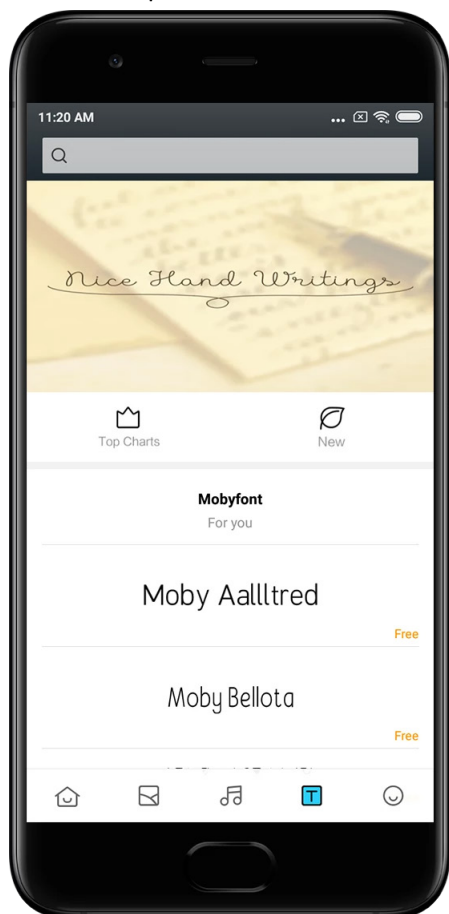 11:20 AM
Nice Hand Writings
Top Charts
New
Mobyfont
For you
Moby Aallltred
Free
Moby Bellota
Free
T